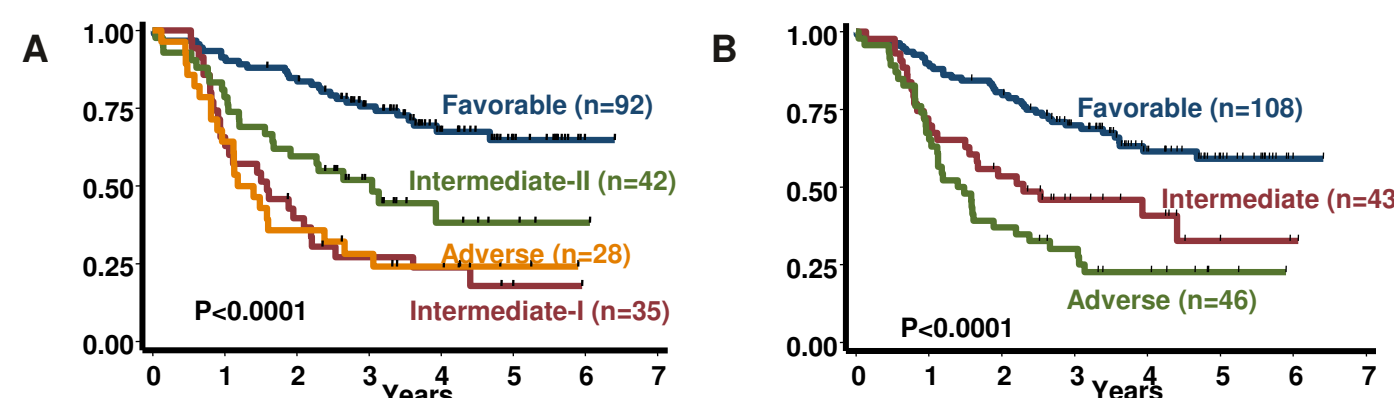 A
1.00
0.75
0.50
0.25
0.00
Favorable (n=92)
Intermediate-II (n=42)
Adverse (n=28)
Intermediate-I (n=35)
P<0.0001
0 1 2 3 4 5 6 7
Years
B
1.00
0.75
0.50
0.25
0.00
Favorable (n=108)
Intermediate (n=43
Adverse (n=46)
P<0.0001
0 1 2 3 4 5 6 7
Years